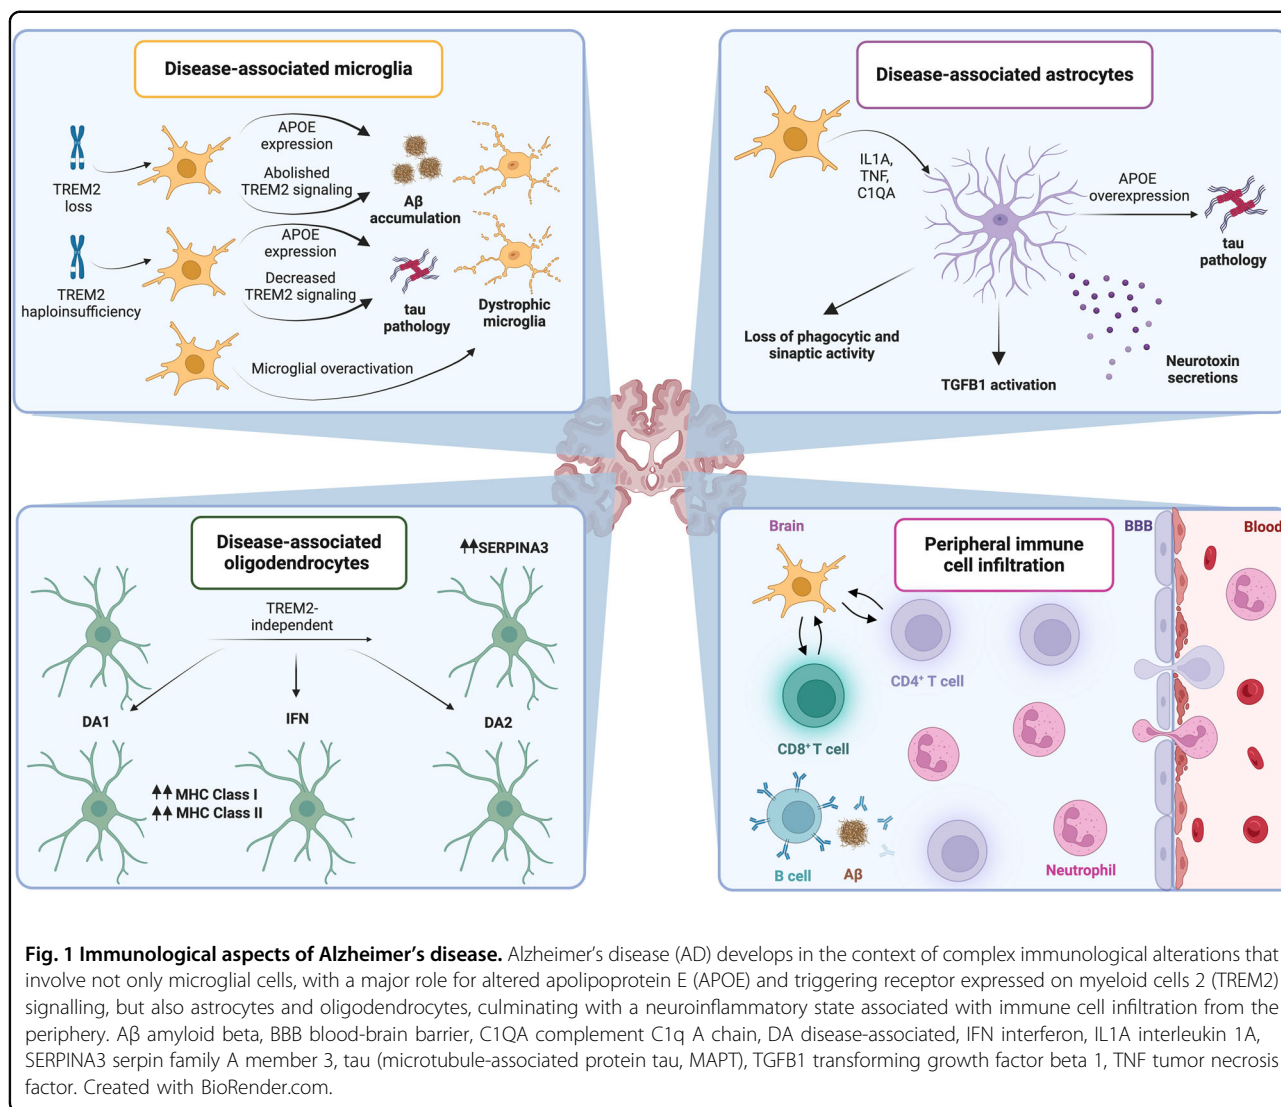 Disease-associated microglia
TREM2
loss
APOE
expression
Abolished
TREM2 signaling
Aβ
accumulation
TREM2
haploinsufficiency
APOE
expression
Decreased
TREM2 signaling
tau
pathology
Dystrophic
microglia
Microglial overactivation
Disease-associated astrocytes
IL1A,
TNF,
C1QA
APOE
overexpression
tau
pathology
Loss of phagocytic and
sinaptic activity
TGFB1 activation
Neurotoxin
secretions
Disease-associated
oligodendrocytes
SERPINA3
TREM2-
independent
DA1
IFN
DA2
MHC Class I
MHC Class II
Brain
Peripheral immune
cell infiltration
BBB
Blood
CD4⁺ T cell
CD8⁺ T cell
B cell
Aβ
Neutrophil
Fig. 1 Immunological aspects of Alzheimer's disease. Alzheimer's disease (AD) develops in the context of complex immunological alterations that
involve not only microglial cells, with a major role for altered apolipoprotein E (APOE) and triggering receptor expressed on myeloid cells 2 (TREM2)
signalling, but also astrocytes and oligodendrocytes, culminating with a neuroinflammatory state associated with immune cell infiltration from the
periphery. Aβ amyloid beta, BBB blood-brain barrier, C1QA complement C1q A chain, DA disease-associated, IFN interferon, IL1A interleukin 1A,
SERPINA3 serpin family A member 3, tau (microtubule-associated protein tau, MAPT), TGFB1 transforming growth factor beta 1, TNF tumor necrosis
factor. Created with BioRender.com.